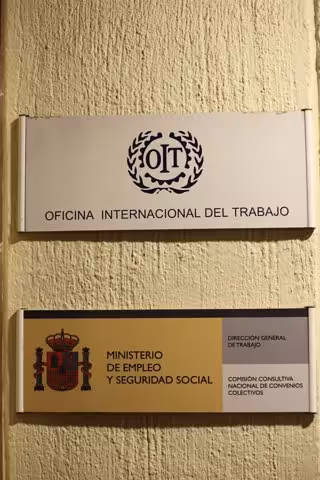 OIT
OFICINA INTERNACIONAL DEL TRABAJO
MINISTERIO
DE EMPLEO
Y SEGURIDAD SOCIAL
DIRECCIÓN GENERAL
DE TRABAJO
COMISIÓN CONSULTIVA
NACIONAL DE CONVENIOS
COLECTIVOS